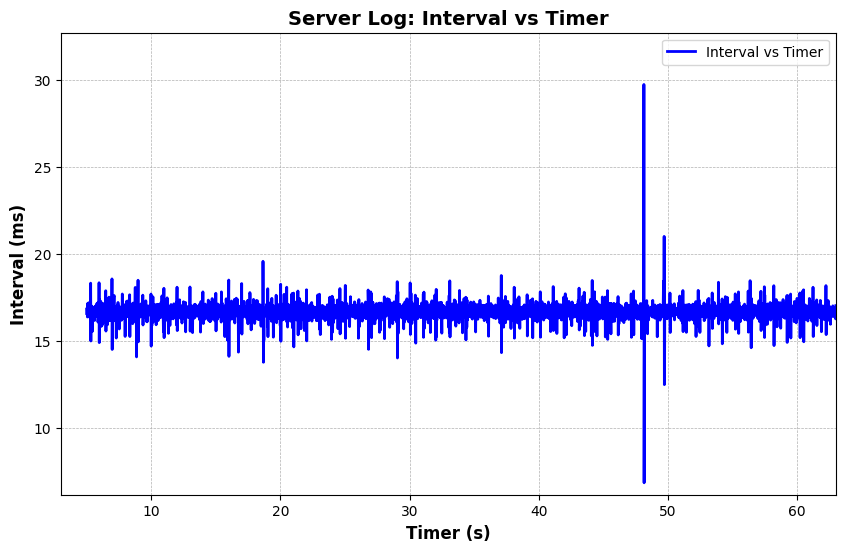 Server Log: Interval vs Timer
Interval vs Timer
30
25
20
15
10
Interval (ms)
10 20 30 40 50 60
Timer (s)